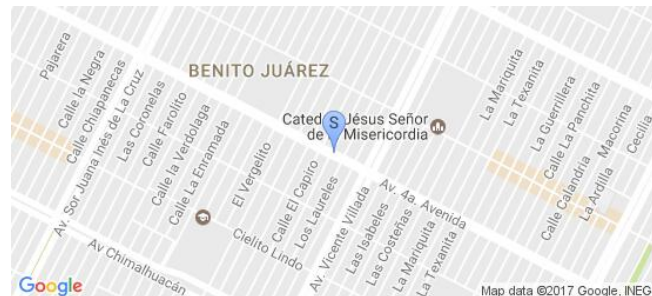 Pajarera
Calle la Negra
Calle Chiapanecas
Av. Sor Juana Inés de La Cruz
Las Coronelas
Calle Farolito
Calle la Verdolaga
Calle La Enramada
El Vergelito
BENITO JUÁREZ
Cated
S
Jésus Señor
de
Misericordia
La Mariquita
La Texanita
La Guerrillera
Calle La Panchita
Calle Calandria
La Ardilla
Macorina
Cecilia
Av. 4a. Avenida
Calle El Capiro
Los Laureles
Av. Vicente Villada
Las Isabeles
Las Costeñas
La Mariquita
La Texanita
Cielito Lindo
Av Chimalhuacán
Google
Map data ©2017 Google, INEG